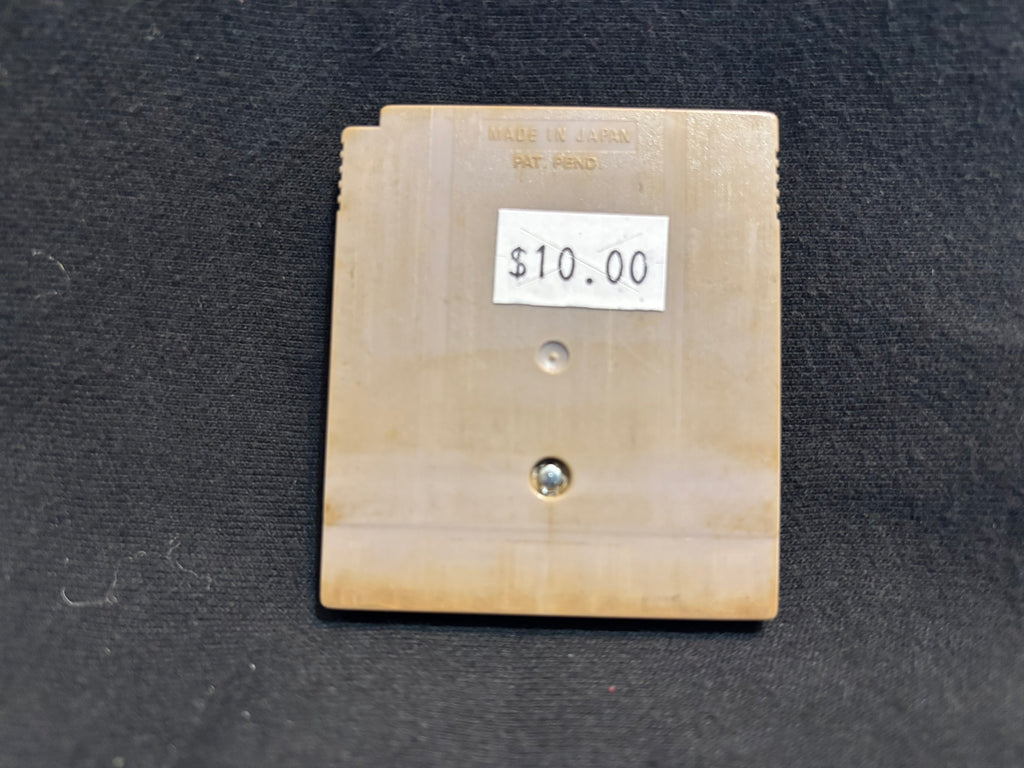 MADE IN JAPAN
PAT. PEND.
$10.00